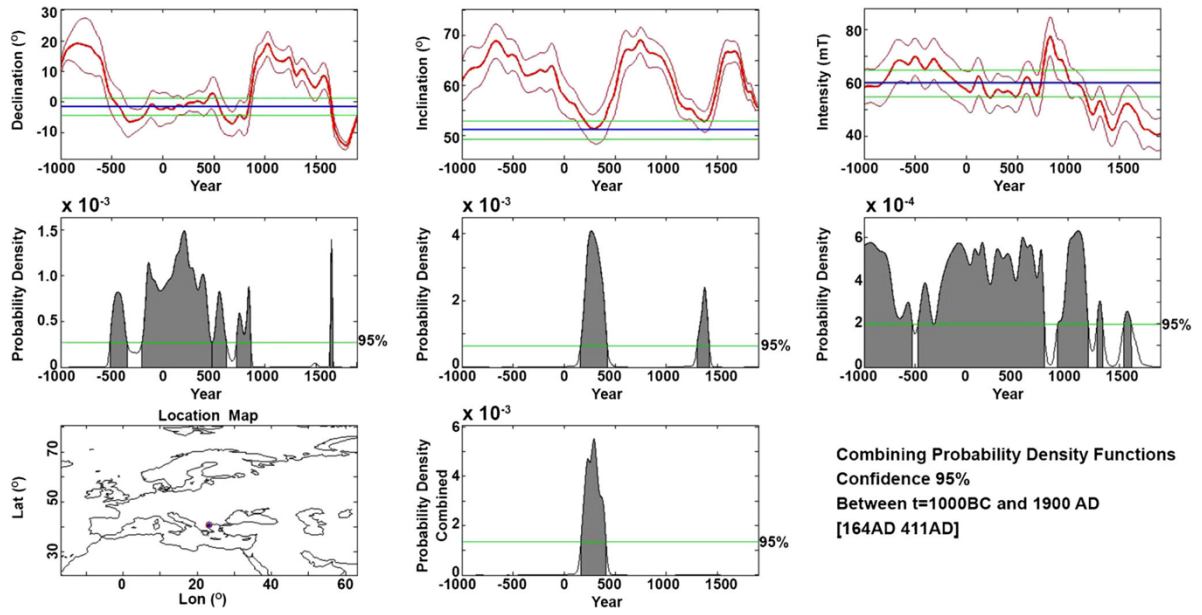 Declination (°)
30
20
10
0
-10
-1000 -500 0 500 1000 1500
Year
Inclination (°)
70
60
50
-1000 -500 0 500 1000 1500
Year
Intensity (mT)
80
60
40
-1000 -500 0 500 1000 1500
Year
x 10⁻³
Probability Density
1.5
1.0
0.5
0
95%
-1000 -500 0 500 1000 1500
Year
x 10⁻³
Probability Density
4
2
0
95%
-1000 -500 0 500 1000 1500
Year
x 10⁻⁴
Probability Density
6
4
2
0
95%
-1000 -500 0 500 1000 1500
Year
Location Map
Lat (°)
70
50
40
30
0 20 40 60
Lon (°)
x 10⁻³
Probability Density
Combined
6
4
2
0
95%
-1000 -500 0 500 1000 1500
Year
Combining Probability Density Functions
Confidence 95%
Between t=1000BC and 1900 AD
[164AD 411AD]